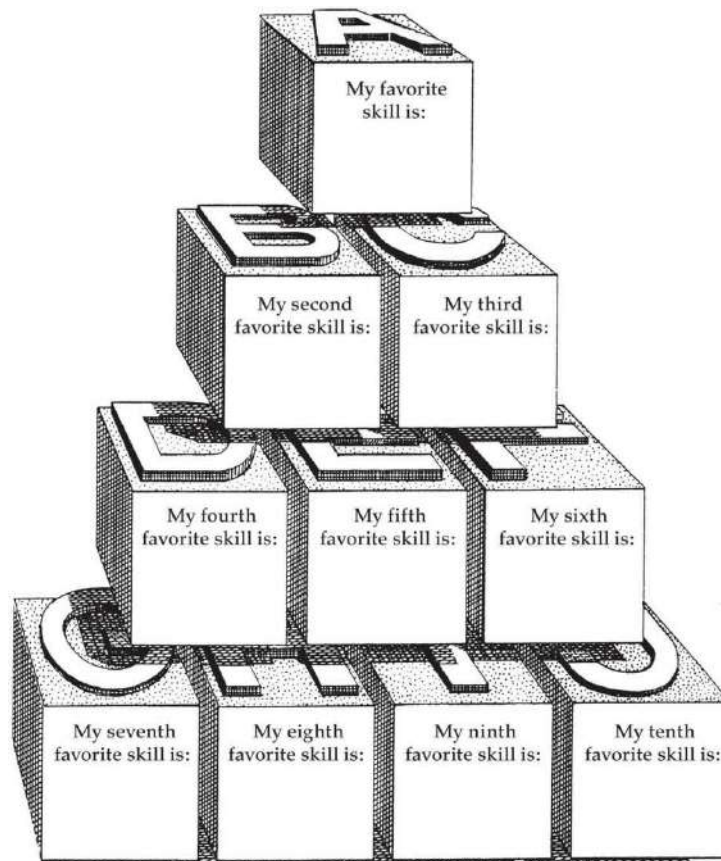 A
My favorite
skill is:
B C
My second
favorite skill is:
My third
favorite skill is:
D E F
My fourth
favorite skill is:
My fifth
favorite skill is:
My sixth
favorite skill is:
G H I J
My seventh
favorite skill is:
My eighth
favorite skill is:
My ninth
favorite skill is:
My tenth
favorite skill is: